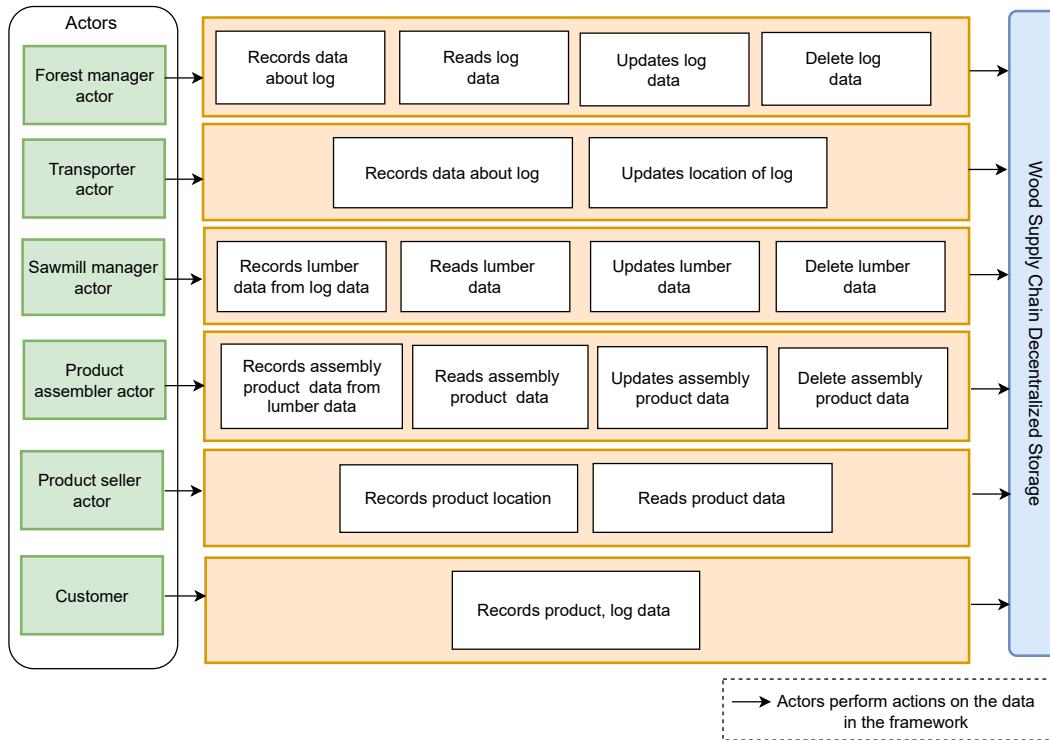 Actors
Forest manager
actor
Records data
about log
Reads log
data
Updates log
data
Delete log
data
Transporter
actor
Records data about log
Updates location of log
Sawmill manager
actor
Records lumber
data from log data
Reads lumber
data
Updates lumber
data
Delete lumber
data
Product
assembler actor
Records assembly
product data from
lumber data
Reads assembly
product data
Updates assembly
product data
Delete assembly
product data
Product seller
actor
Records product location
Reads product data
Customer
Records product, log data
Wood Supply Chain Decentralized Storage
Actors perform actions on the data
in the framework